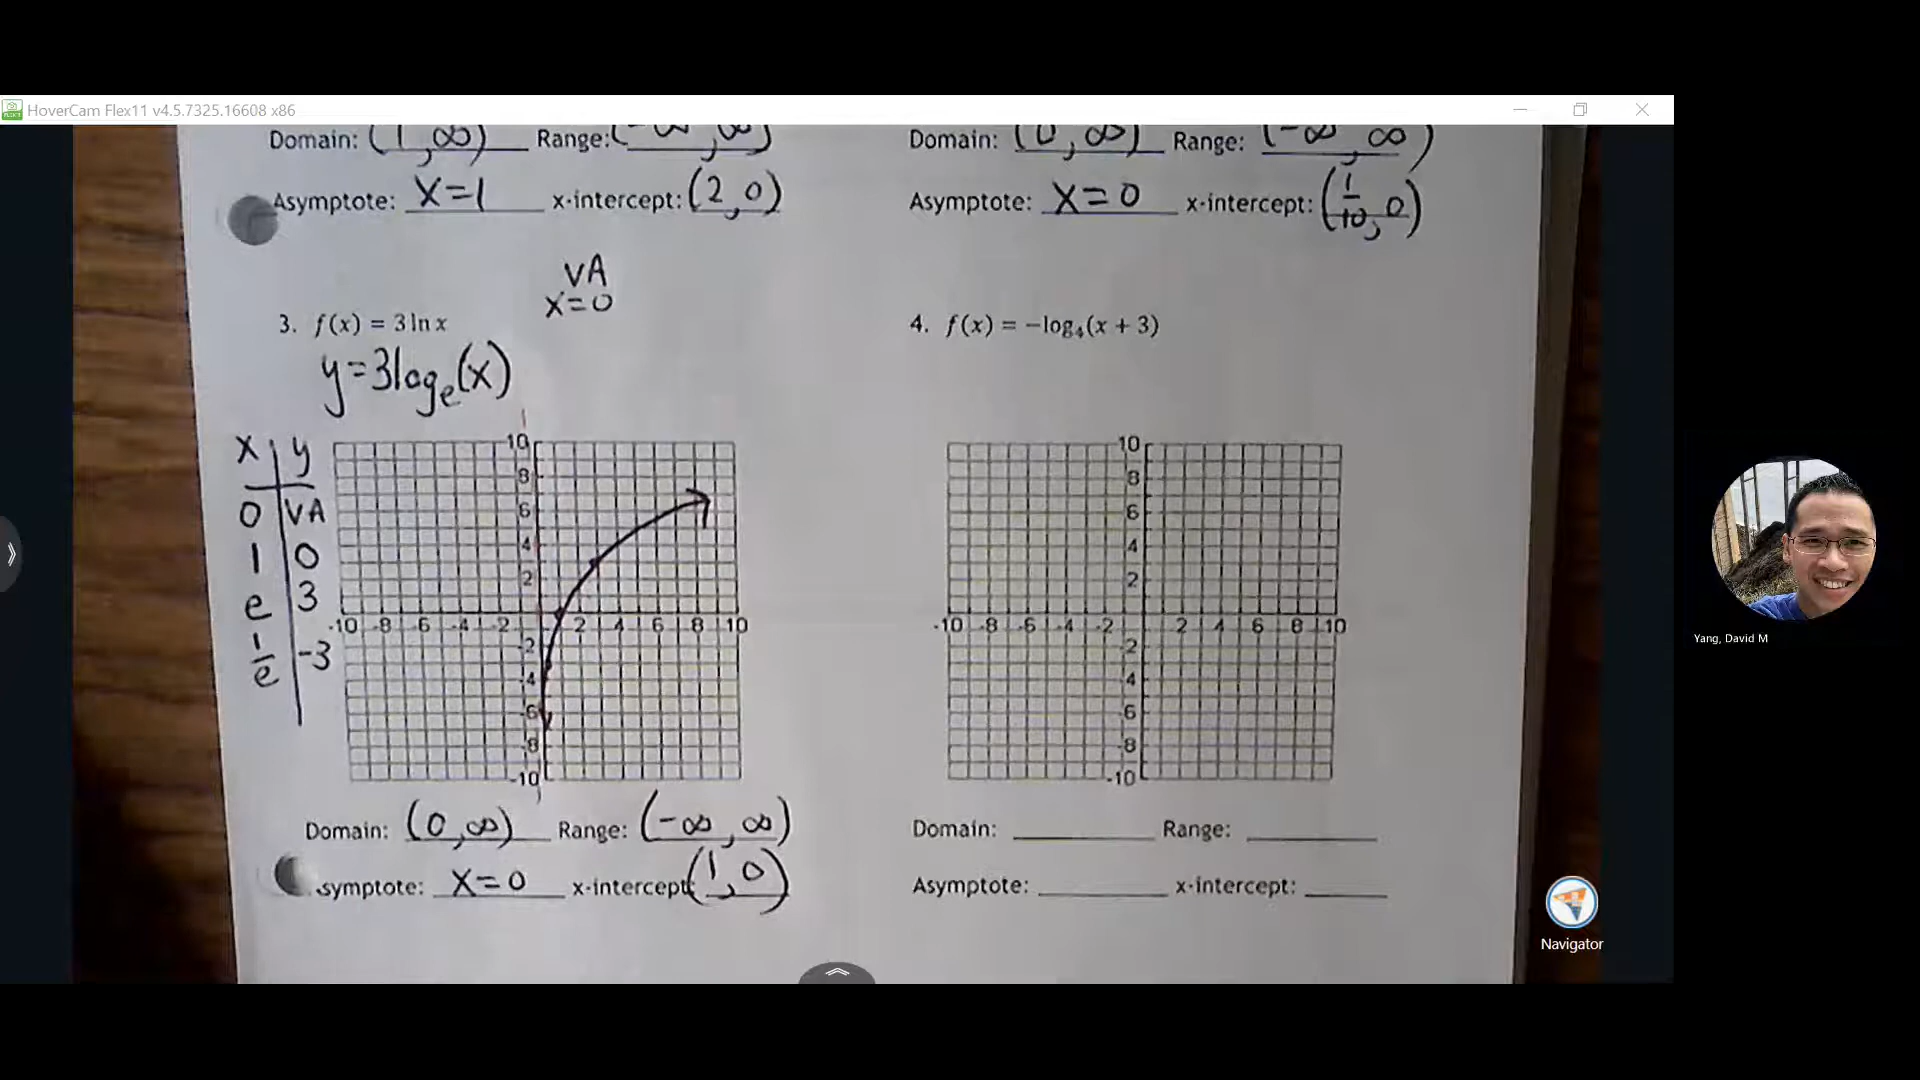 HoverCam Flex11 v4.5.7325.16608 x86
Domain: (1,∞) Range: (-∞,∞)
Asymptote: x=1 x-intercept: (2,0)
Domain: (0,∞) Range: (-∞,∞)
Asymptote: x=0 x-intercept: (1/10,0)
VA
x=0
3. f(x) = 3 ln x
y=3logₑ(x)
x y
0 VA
1 0
e 3
1/e -3
10
8
6
4
2
-10 -8 -6 -4 -2 2 4 6 8 10
-2
-4
-6
-8
-10
Domain: (0,∞) Range: (-∞,∞)
symptote: x=0 x-intercept: (1,0)
4. f(x) = −log₄(x + 3)
10
8
6
4
2
-10 -8 -6 -4 -2 2 4 6 8 10
-2
-4
-6
-8
-10
Domain: Range:
Asymptote: x-intercept:
Navigator
Yang, David M